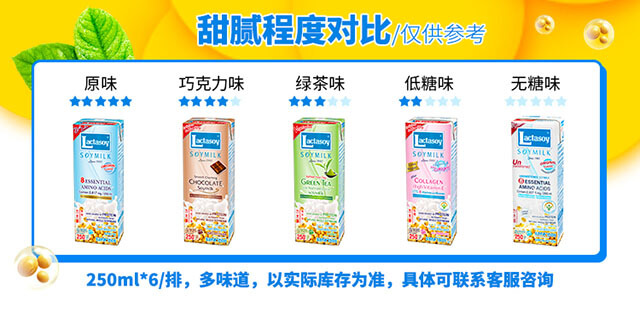 甜腻程度对比/仅供参考
原味
巧克力味
绿茶味
低糖味
无糖味
Lactasoy
SOYMILK
8 ESSENTIAL
AMINO ACIDS
Lactasoy
SOYMILK
CHOCOLATE
Lactasoy
SOYMILK
GREEN TEA
Lactasoy
SOYMILK
COLLAGEN
Lactasoy
SOYMILK
8 ESSENTIAL
AMINO ACIDS
250ml*6/排，多味道，以实际库存为准，具体可联系客服咨询